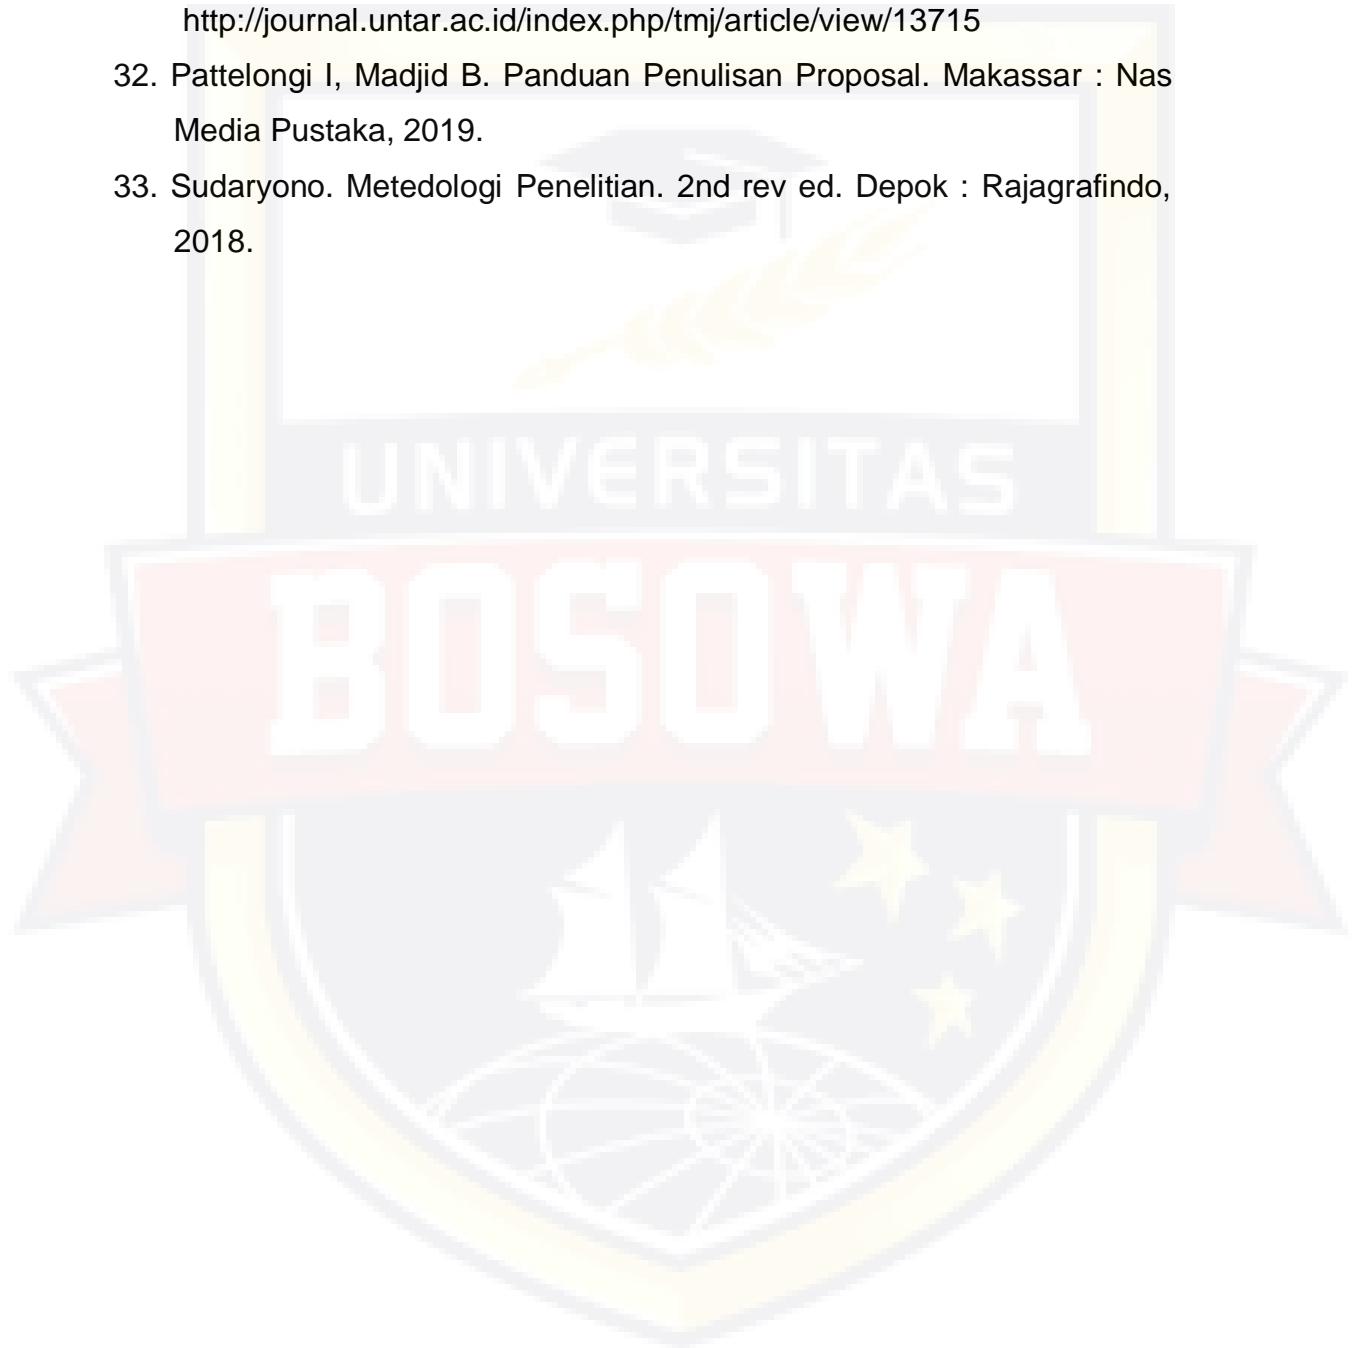 http://journal.untar.ac.id/index.php/tmj/article/view/13715
32. Pattelongi I, Madjid B. Panduan Penulisan Proposal. Makassar : Nas
Media Pustaka, 2019.
33. Sudaryono. Metedologi Penelitian. 2nd rev ed. Depok : Rajagrafindo,
2018.
UNIVERSITAS
BOSOWA